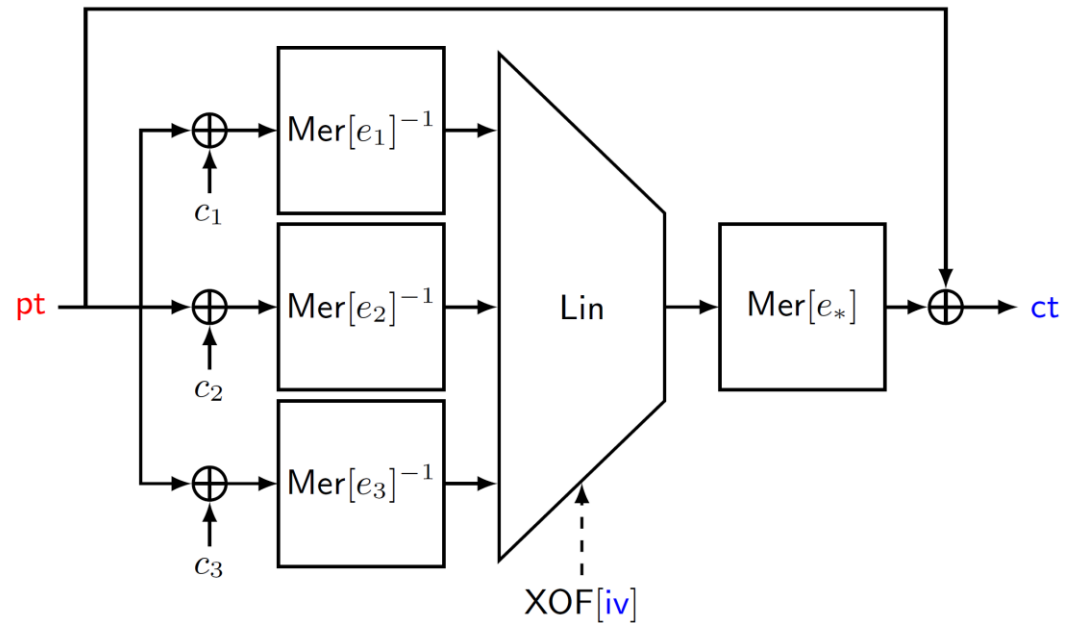 Mer[e₁]⁻¹
c₁
pt
Mer[e₂]⁻¹
Lin
Mer[e∗]
ct
c₂
Mer[e₃]⁻¹
c₃
XOF[iv]